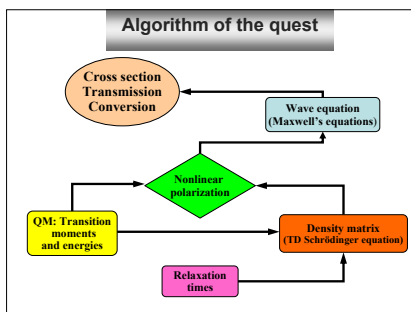 Algorithm of the quest
Cross section
Transmission
Conversion
Wave equation
(Maxwell's equations)
Nonlinear
polarization
QM: Transition
moments
and energies
Density matrix
(TD Schrödinger equation)
Relaxation
times